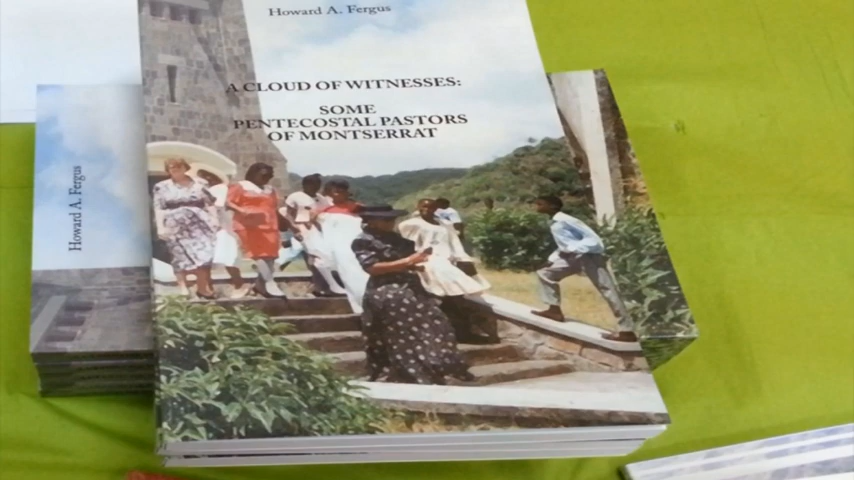 Howard A. Fergus
A CLOUD OF WITNESSES:
SOME
PENTECOSTAL PASTORS
OF MONTSERRAT
Howard A. Fergus